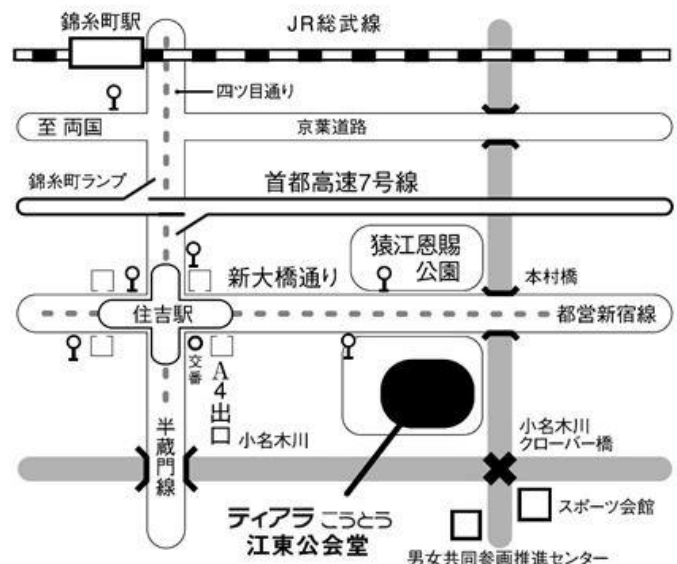 錦糸町駅
JR総武線
四ツ目通り
至 両国
京葉道路
錦糸町ランプ
首都高速7号線
猿江恩賜
公園
新大橋通り
本村橋
住吉駅
都営新宿線
交番
A4出口
半蔵門線
小名木川
小名木川
クローバー橋
ティアラ こうとう
江東公会堂
スポーツ会館
男女共同参画推進センター